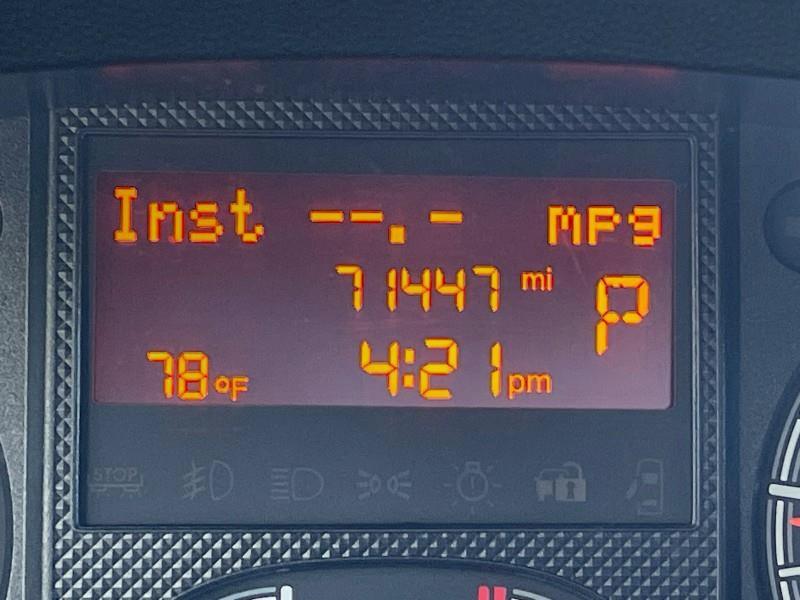 Inst --.- mpg
71447 mi
P
78°F 4:21 pm
STOP